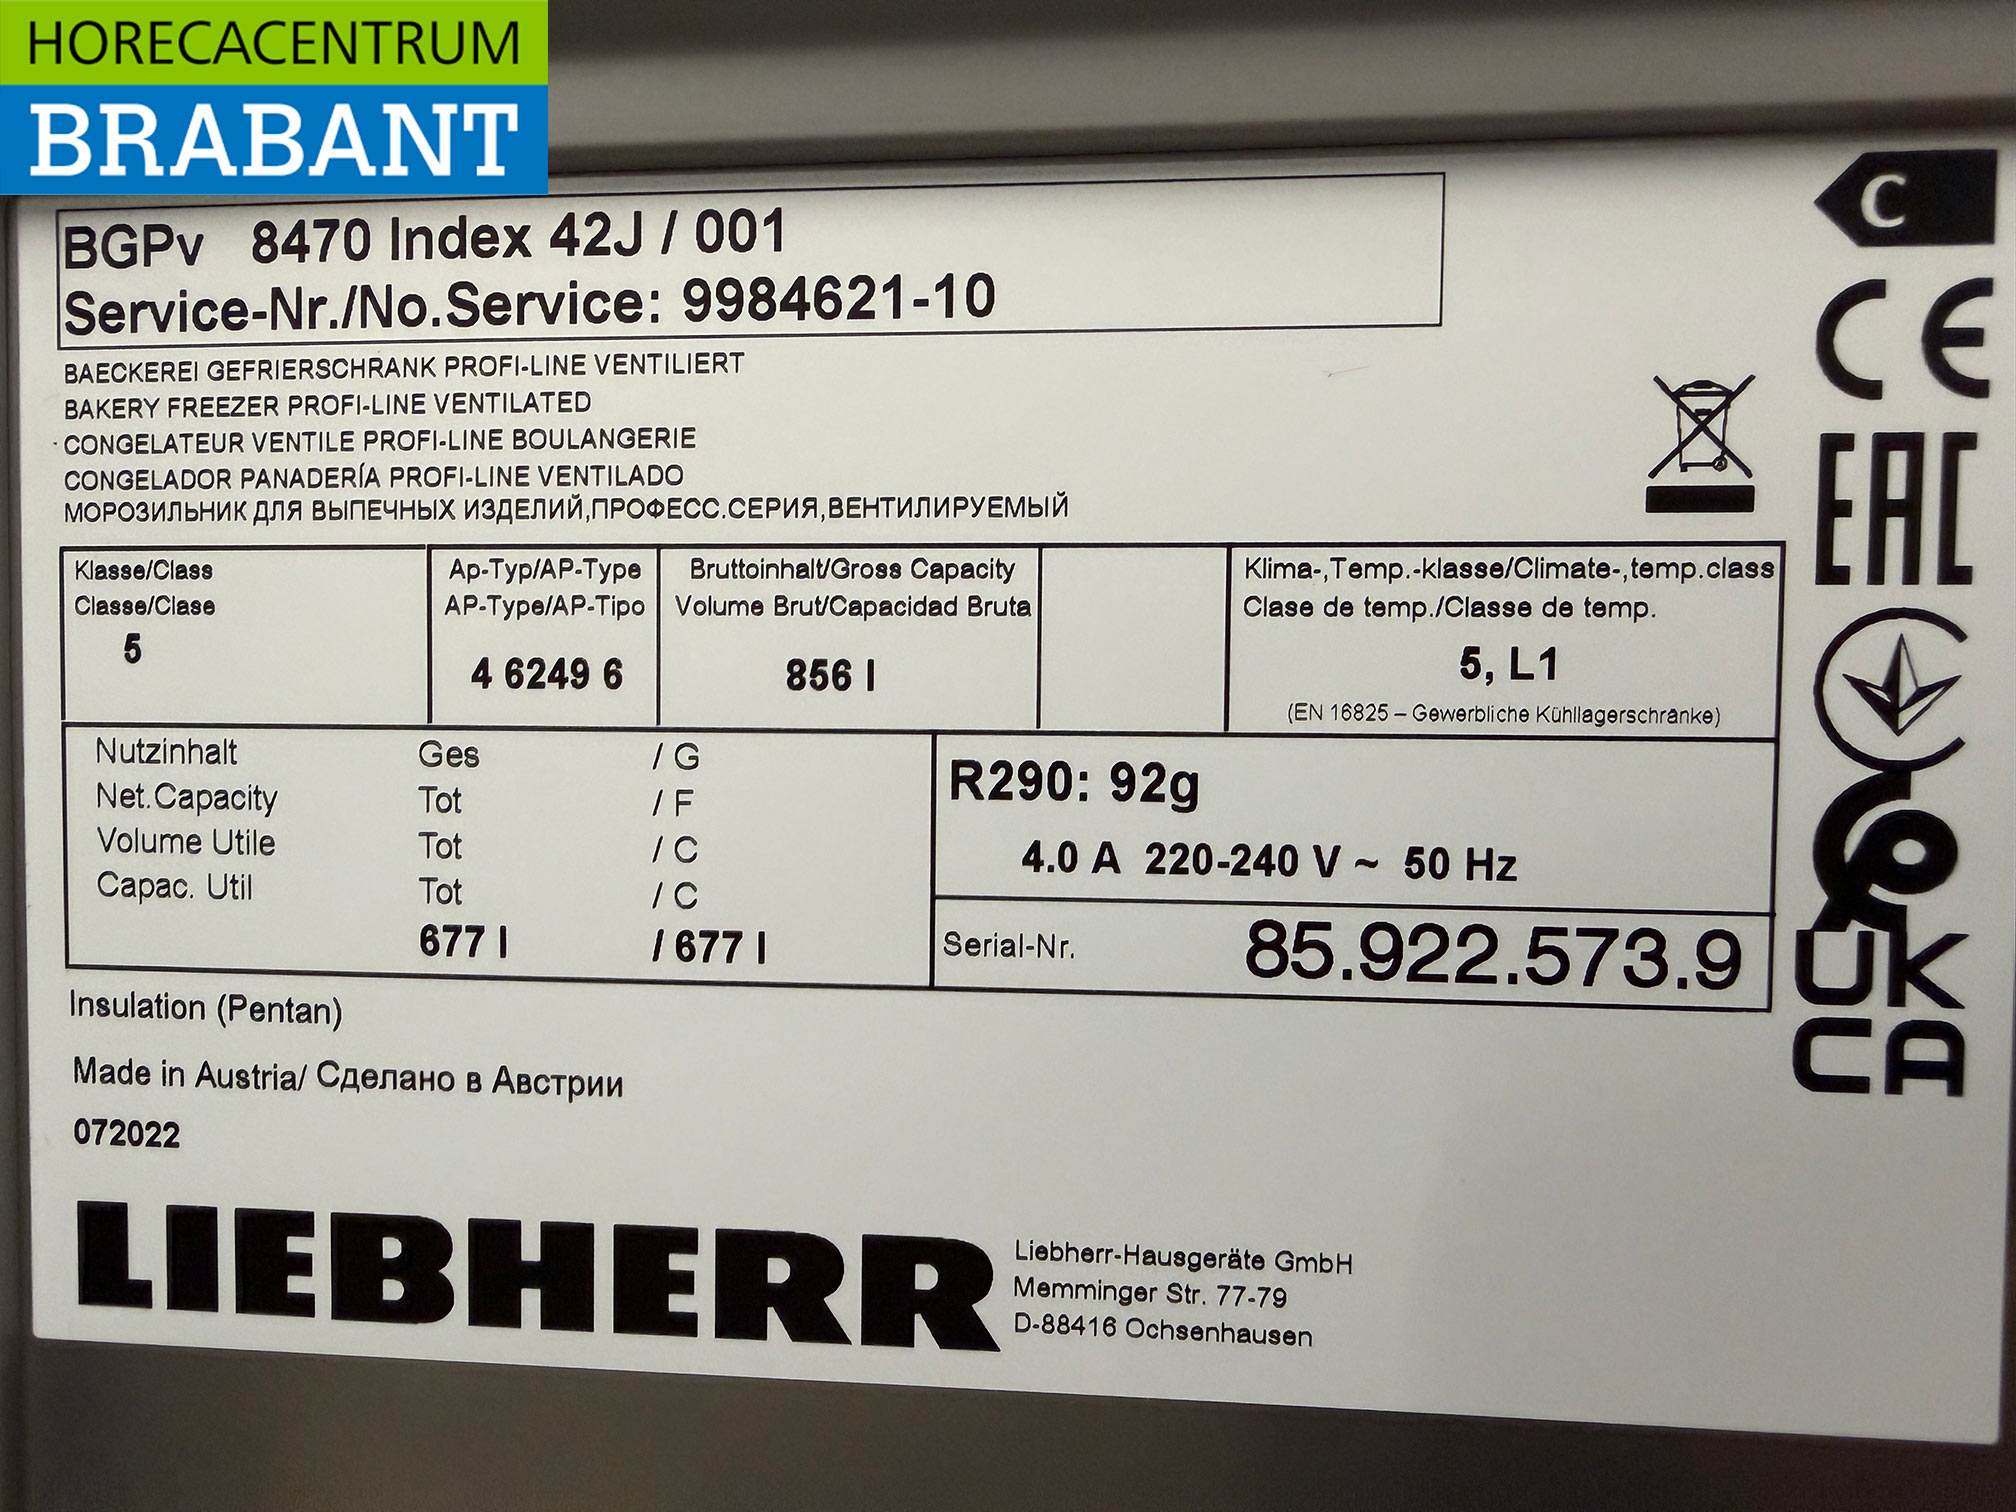 HORECACENTRUM
BRABANT
BGPv 8470 Index 42J / 001
Service-Nr./No.Service: 9984621-10
BAECKEREI GEFRIERSCHRANK PROFI-LINE VENTILIERT
BAKERY FREEZER PROFI-LINE VENTILATED
CONGELATEUR VENTILE PROFI-LINE BOULANGERIE
CONGELADOR PANADERÍA PROFI-LINE VENTILADO
МОРОЗИЛЬНИК ДЛЯ ВЫПЕЧНЫХ ИЗДЕЛИЙ,ПРОФЕСС.СЕРИЯ,ВЕНТИЛИРУЕМЫЙ
Klasse/Class
Classe/Clase
5
Ap-Typ/AP-Type
AP-Type/AP-Tipo
4 6249 6
Bruttoinhalt/Gross Capacity
Volume Brut/Capacidad Bruta
856 l
Klima-,Temp.-klasse/Climate-,temp.class
Clase de temp./Classe de temp.
5, L1
(EN 16825 – Gewerbliche Kühllagerschränke)
Nutzinhalt Ges / G
Net.Capacity Tot / F
Volume Utile Tot / C
Capac. Util Tot / C
677 l / 677 l
R290: 92g
4.0 A 220-240 V ~ 50 Hz
Serial-Nr. 85.922.573.9
Insulation (Pentan)
Made in Austria/ Сделано в Австрии
072022
LIEBHERR
Liebherr-Hausgeräte GmbH
Memminger Str. 77-79
D-88416 Ochsenhausen
C
CE
EAC
UK
CA